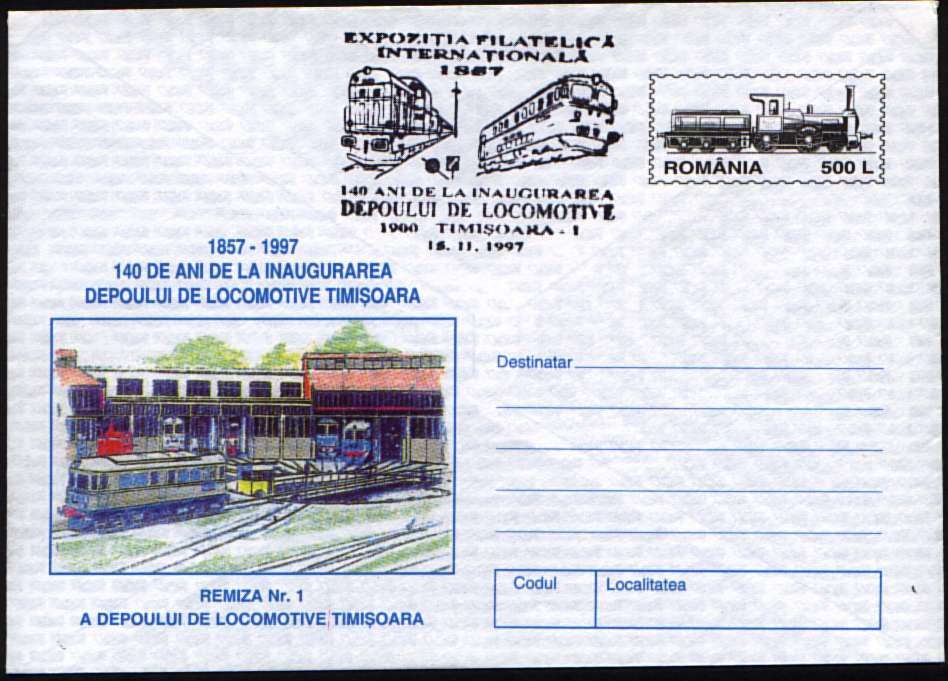 EXPOZIȚIA FILATELICĂ
INTERNAȚIONALĂ
1857
140 ANI DE LA INAUGURAREA
DEPOULUI DE LOCOMOTIVE
1900 TIMIȘOARA - 1
15. 11. 1997
ROMÂNIA 500 L
1857 - 1997
140 DE ANI DE LA INAUGURAREA
DEPOULUI DE LOCOMOTIVE TIMIȘOARA
Destinatar
Codul
Localitatea
REMIZA Nr. 1
A DEPOULUI DE LOCOMOTIVE TIMIȘOARA